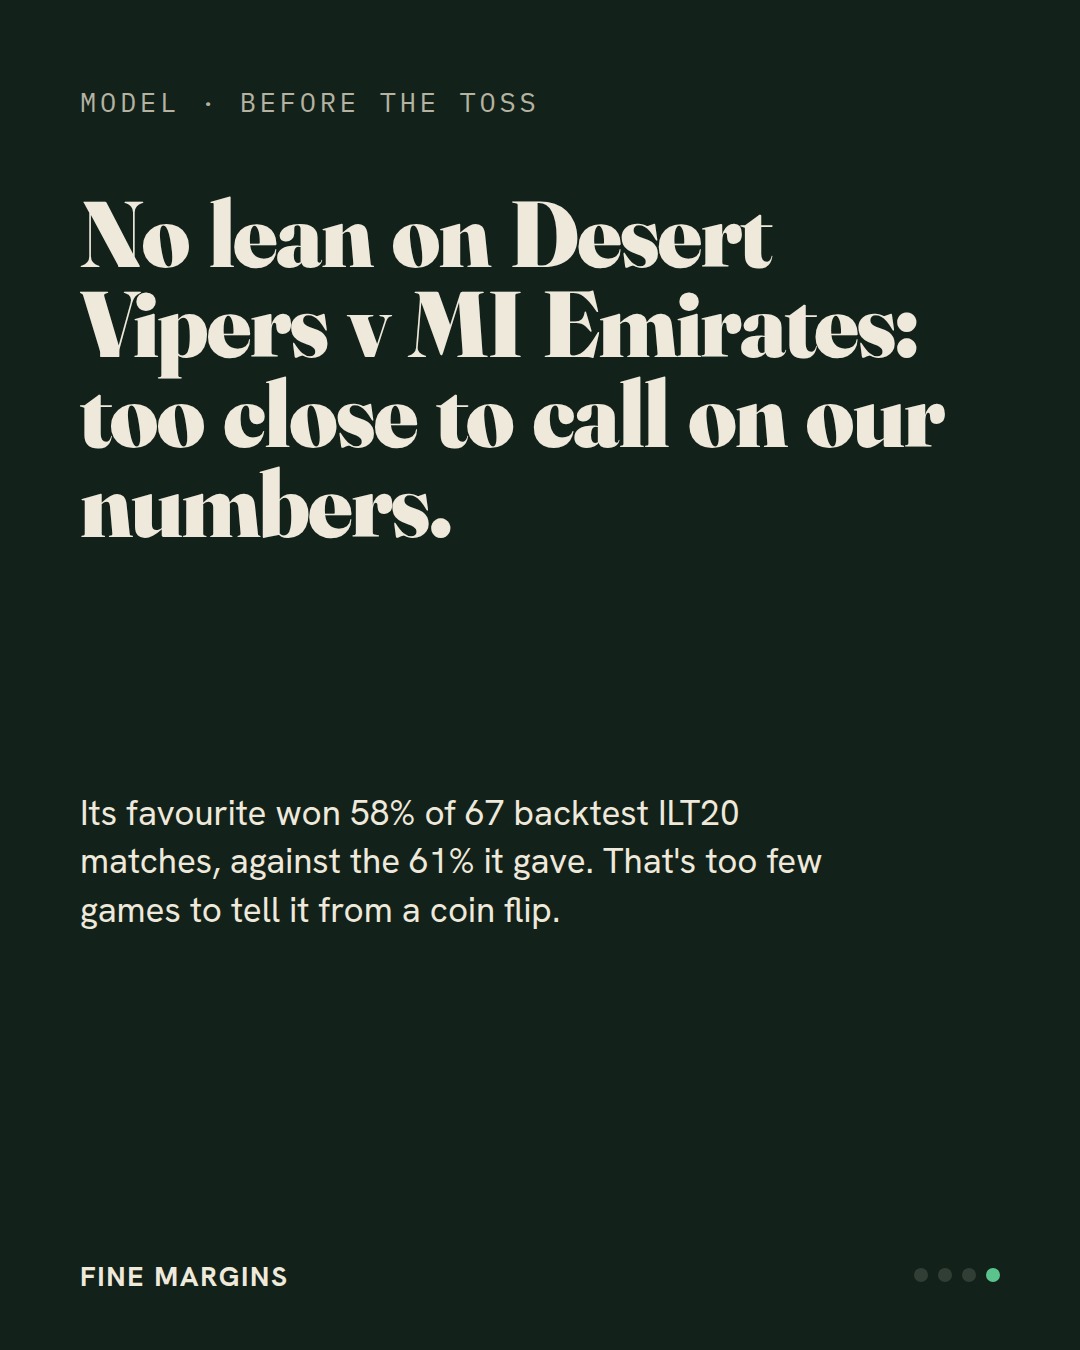 MODEL · BEFORE THE TOSS
No lean on Desert
Vipers v MI Emirates:
too close to call on our
numbers.
Its favourite won 58% of 67 backtest ILT20
matches, against the 61% it gave. That's too few
games to tell it from a coin flip.
FINE MARGINS